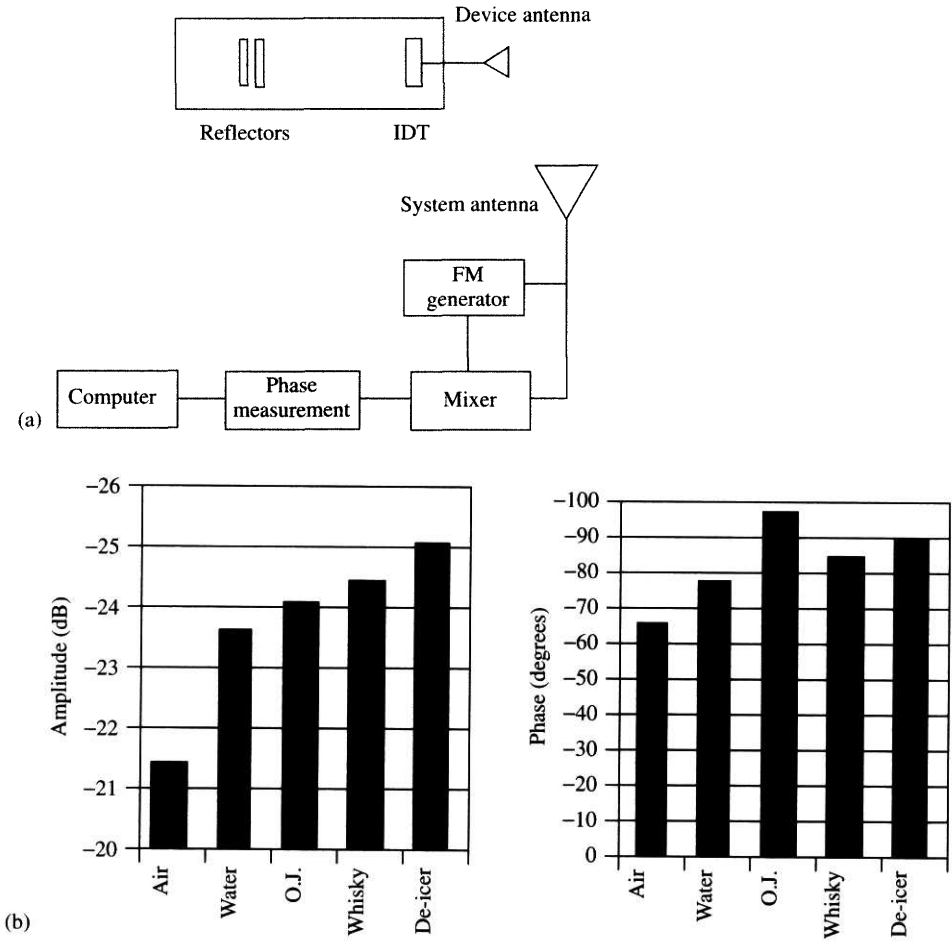 Device antenna
Reflectors
IDT
System antenna
FM
generator
Computer
Phase
measurement
Mixer
(a)
Amplitude (dB)
−26
−25
−24
−23
−22
−21
−20
Air
Water
O.J.
Whisky
De-icer
Phase (degrees)
−100
−90
−80
−70
−60
−50
−40
−30
−20
−10
0
Air
Water
O.J.
Whisky
De-icer
(b)